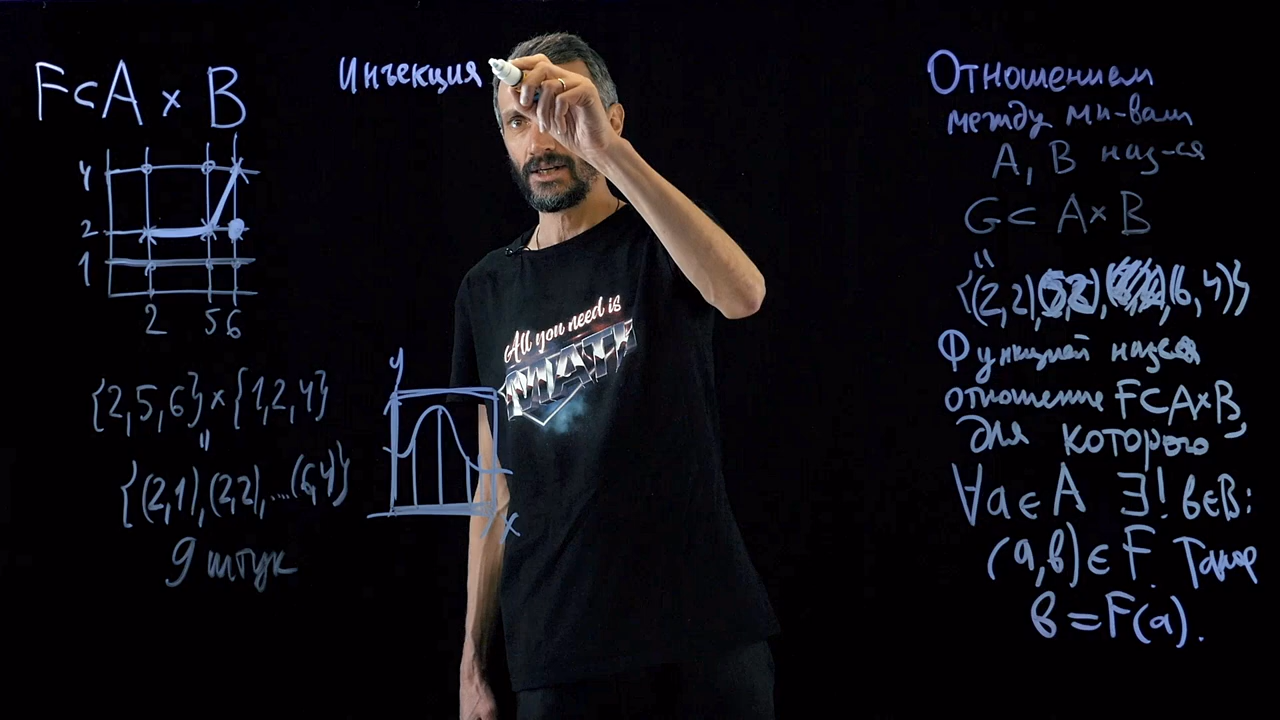 F⊂A × B
4
2
1
2 5 6
{2,5,6}×{1,2,4}
"
{(2,1),(2,2),....(6,4)}
9 штук
Инъекция
y
x
All you need is
MATH
Отношением
между мн-вами
A, B наз-ся
G⊂ A×B
"
{(2,2), (6,4)}
Функцией наз-ся
отношение F⊂A×B,
для которого
∀a∈A ∃! b∈B:
(a,b)∈F. Такое
b=F(a).